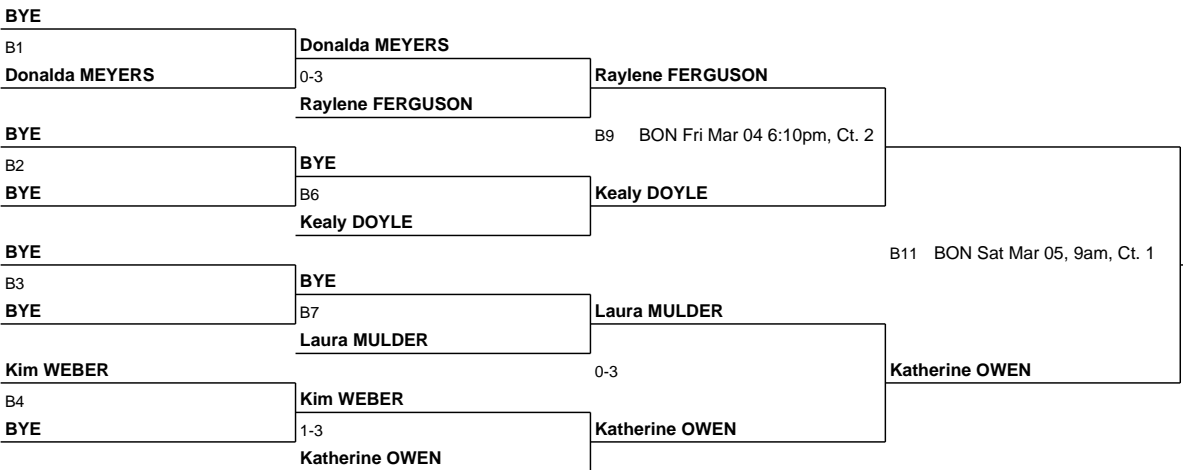 BYE
B1
Donalda MEYERS
Donalda MEYERS
0-3
Raylene FERGUSON
Raylene FERGUSON
BYE
B2
BYE
BYE
B6
Kealy DOYLE
B9 BON Fri Mar 04 6:10pm, Ct. 2
Kealy DOYLE
BYE
B3
BYE
BYE
B7
Laura MULDER
Laura MULDER
B11 BON Sat Mar 05, 9am, Ct. 1
Kim WEBER
B4
BYE
Kim WEBER
1-3
Katherine OWEN
0-3
Katherine OWEN
Katherine OWEN